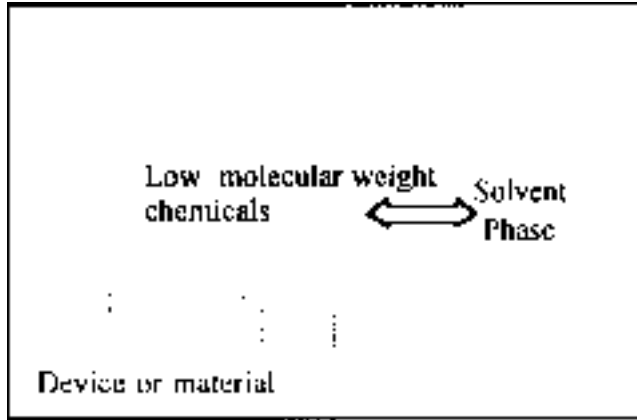 Low molecular weight
chemicals
Solvent
Phase
Device or material